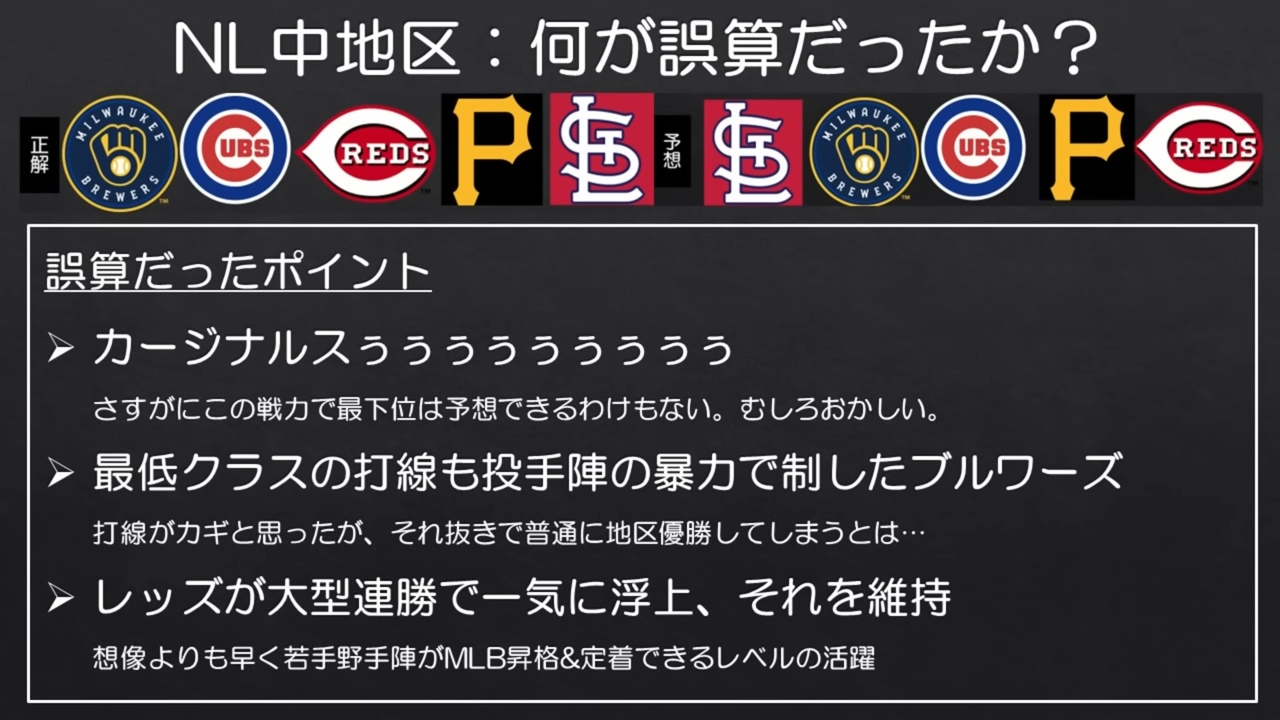 NL中地区：何が誤算だったか？
正解
MILWAUKEE
BREWERS
TM
CUBS
REDS
TM
P
STL
予想
STL
MILWAUKEE
BREWERS
TM
CUBS
P
REDS
TM
誤算だったポイント
➢ カージナルスぅぅぅぅぅぅぅぅぅ
さすがにこの戦力で最下位は予想できるわけもない。むしろおかしい。
➢ 最低クラスの打線も投手陣の暴力で制したブルワーズ
打線がカギと思ったが、それ抜きで普通に地区優勝してしまうとは…
➢ レッズが大型連勝で一気に浮上、それを維持
想像よりも早く若手野手陣がMLB昇格&定着できるレベルの活躍